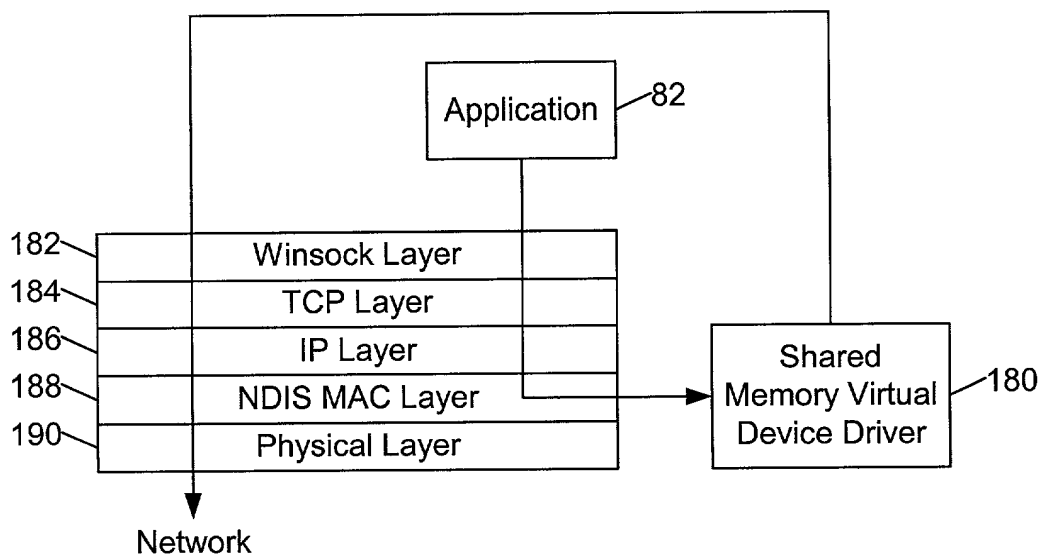 Application
82
182
Winsock Layer
184
TCP Layer
186
IP Layer
188
NDIS MAC Layer
190
Physical Layer
Shared
Memory Virtual
Device Driver
180
Network